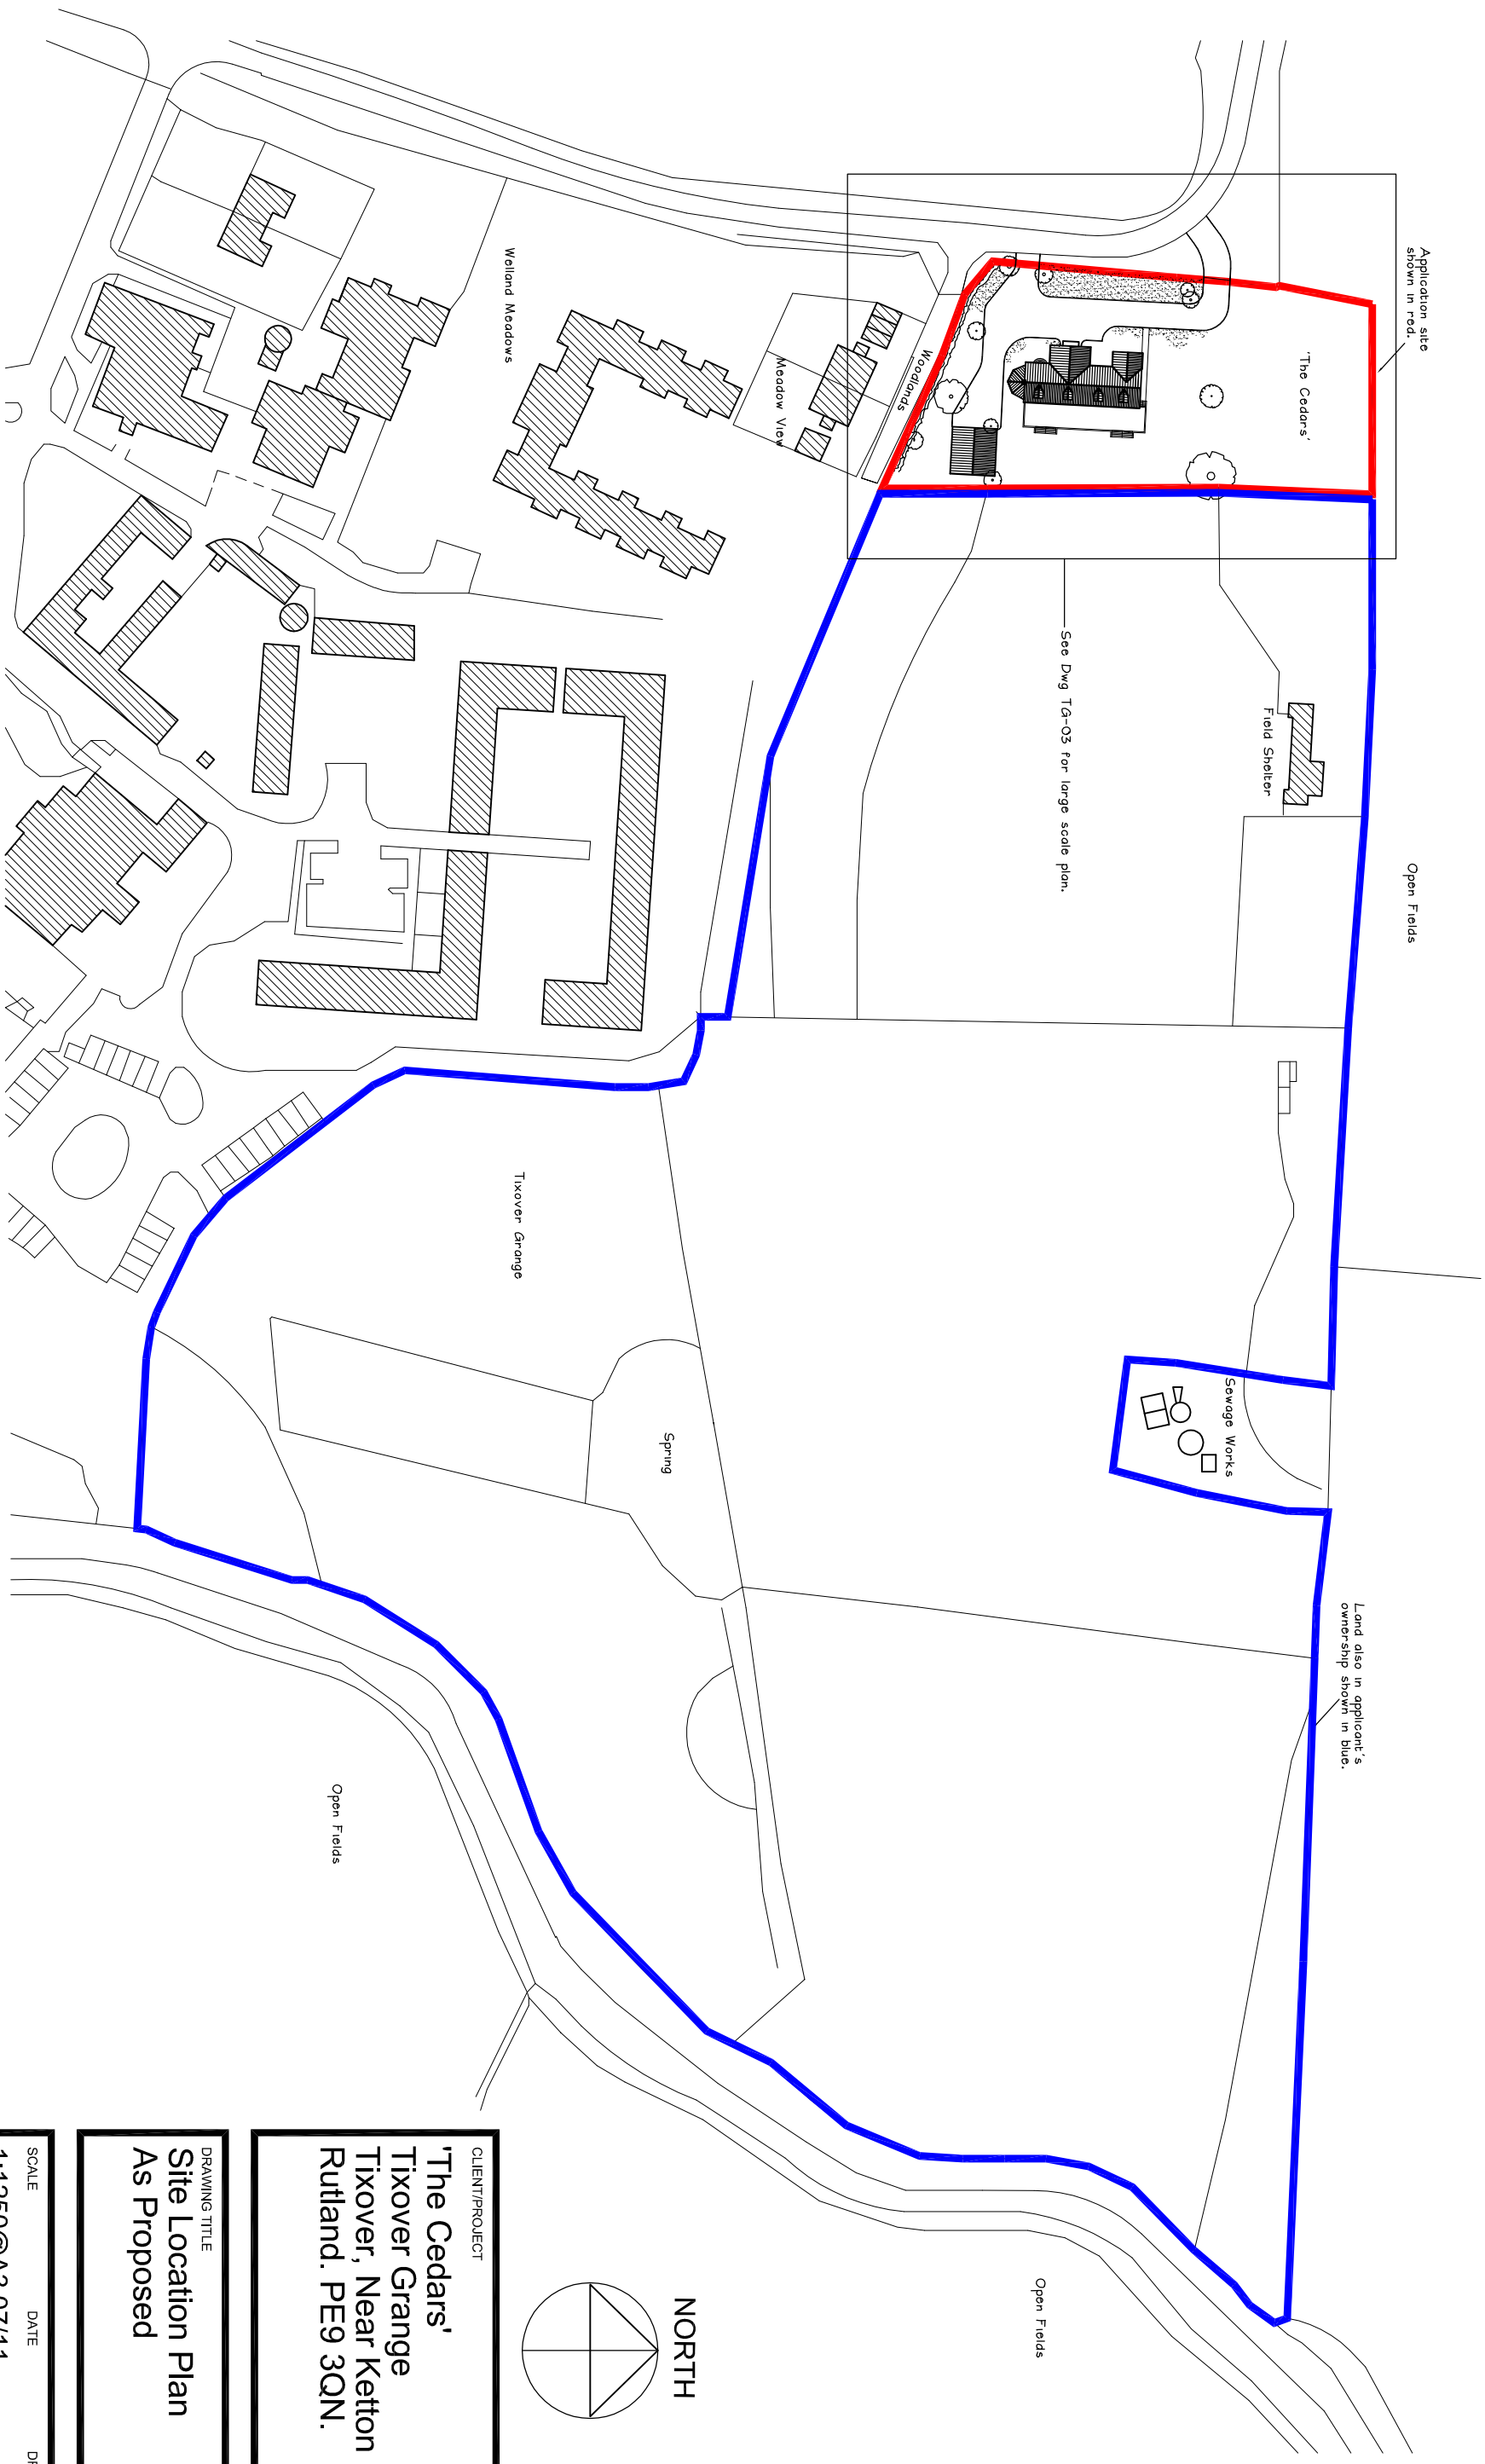 Application site
shown in red.
'The Cedars'
Woodlands
Meadow View
Welland Meadows
See Dwg TG-03 for large scale plan.
Field Shelter
Open Fields
Tixover Grange
Spring
Sewage Works
Land also in applicant's
ownership shown in blue.
Open Fields
Open Fields
NORTH
CLIENT/PROJECT
'The Cedars'
Tixover Grange
Tixover, Near Ketton
Rutland. PE9 3QN.
DRAWING TITLE
Site Location Plan
As Proposed
SCALE
DATE